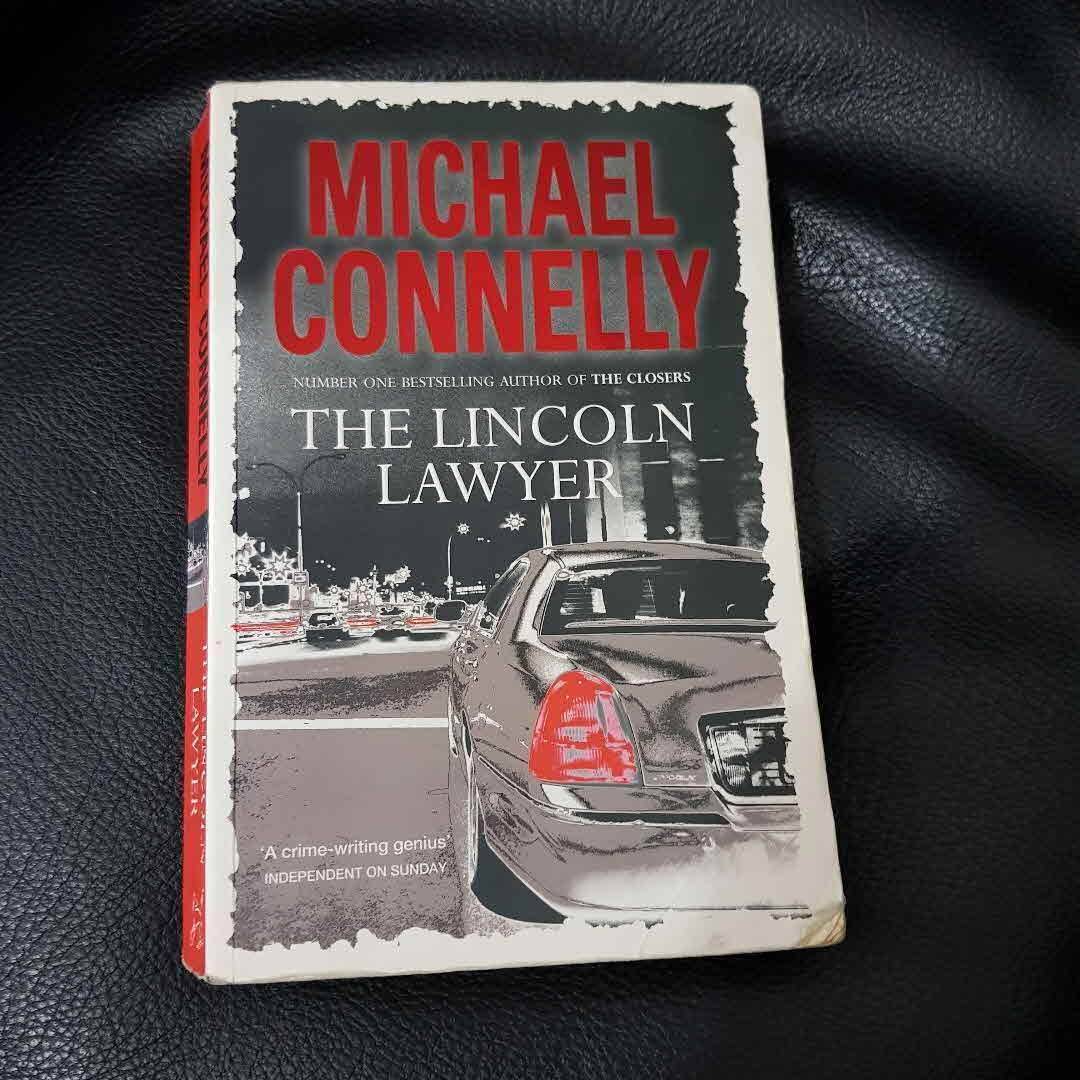 MICHAEL
CONNELLY
NUMBER ONE BESTSELLING AUTHOR OF THE CLOSERS
THE LINCOLN
LAWYER
'A crime-writing genius'
INDEPENDENT ON SUNDAY
MICHAEL CONNELLY
THE LINCOLN
LAWYER